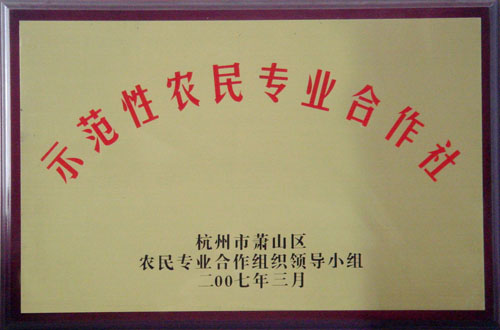 示范性农民专业合作社
杭州市萧山区
农民专业合作组织领导小组
二00七年三月